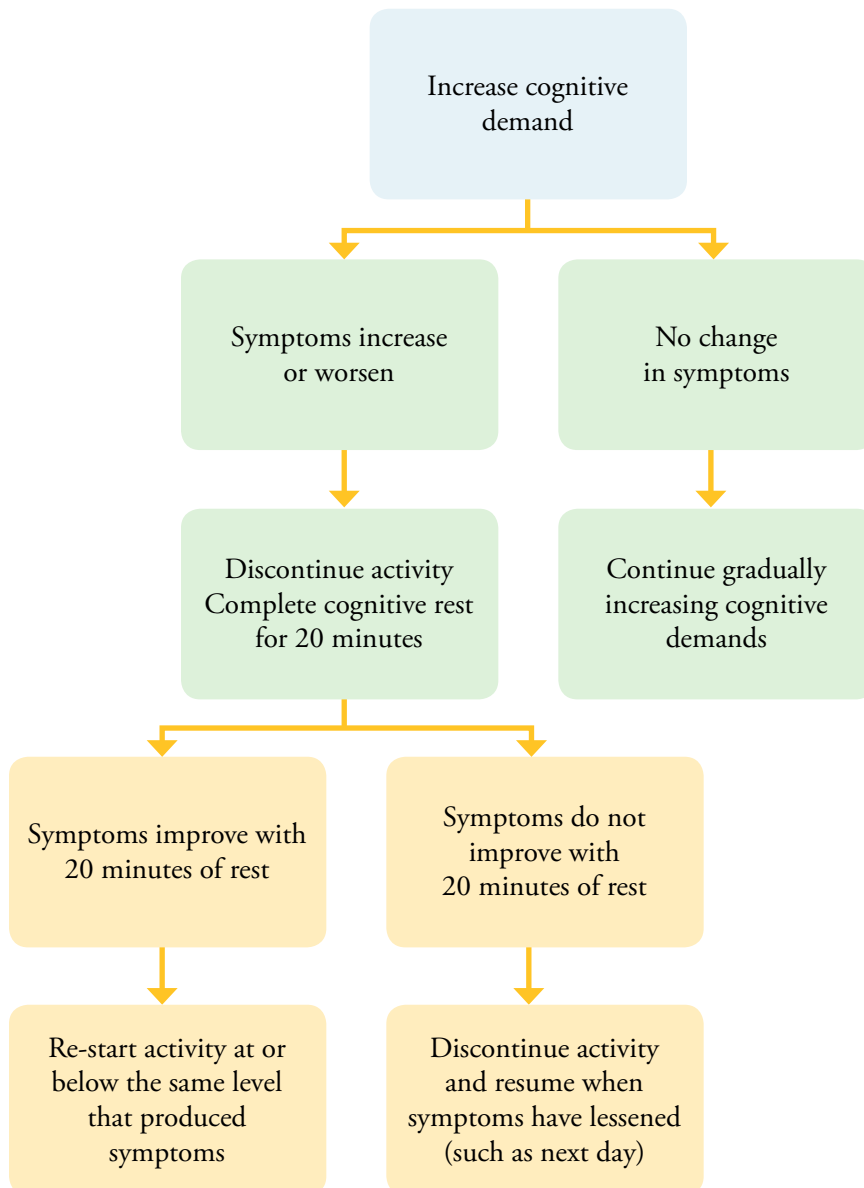 Increase cognitive
demand
Symptoms increase
or worsen
No change
in symptoms
Discontinue activity
Complete cognitive rest
for 20 minutes
Continue gradually
increasing cognitive
demands
Symptoms improve with
20 minutes of rest
Symptoms do not
improve with
20 minutes of rest
Re-start activity at or
below the same level
that produced
symptoms
Discontinue activity
and resume when
symptoms have lessened
(such as next day)